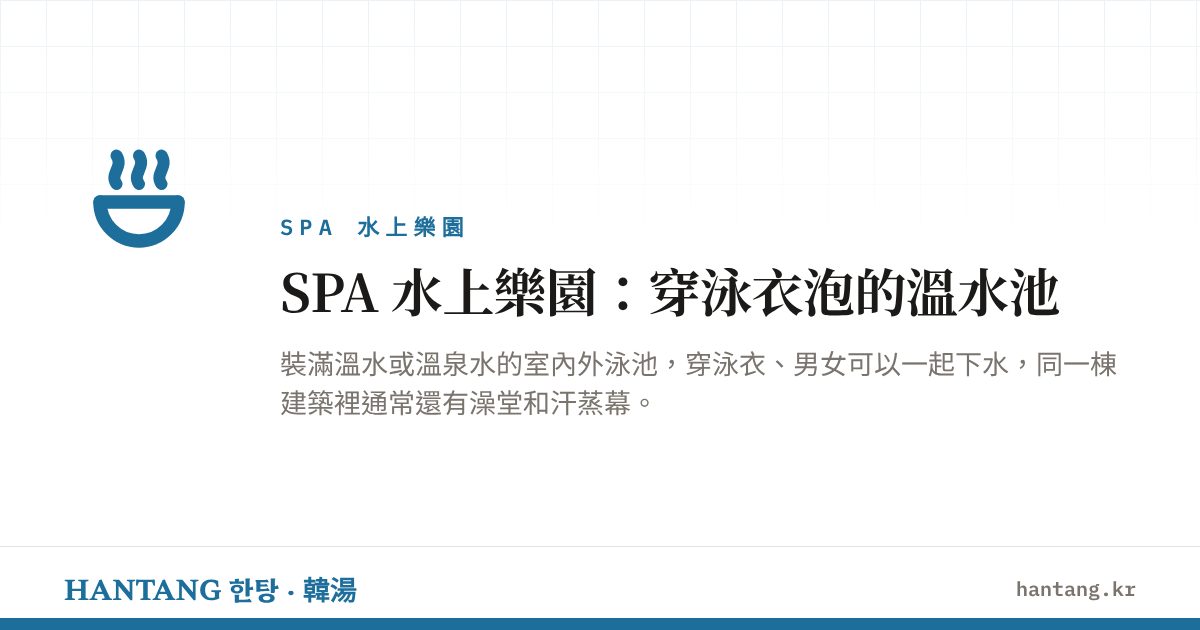 SPA 水上樂園
SPA 水上樂園：穿泳衣泡的溫水池
裝滿溫水或溫泉水的室內外泳池，穿泳衣、男女可以一起下水，同一棟
建築裡通常還有澡堂和汗蒸幕。
HANTANG 한탕 · 韓湯
hantang.kr